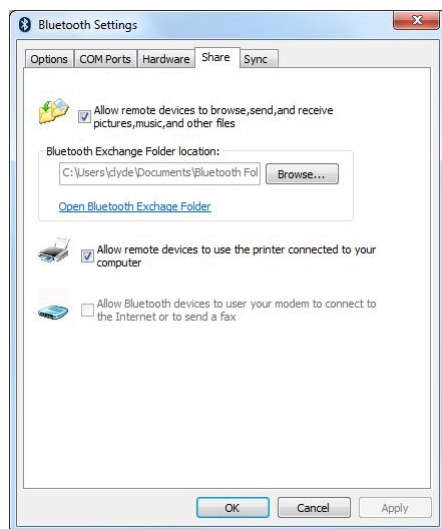 Bluetooth Settings
Options COM Ports Hardware Share Sync
Allow remote devices to browse,send,and receive
pictures,music,and other files
Bluetooth Exchange Folder location:
C:\Users\clyde\Documents\Bluetooth Fol Browse...
Open Bluetooth Exchage Folder
Allow remote devices to use the printer connected to your
computer
Allow Bluetooth devices to user your modem to connect to
the Internet or to send a fax
OK Cancel Apply